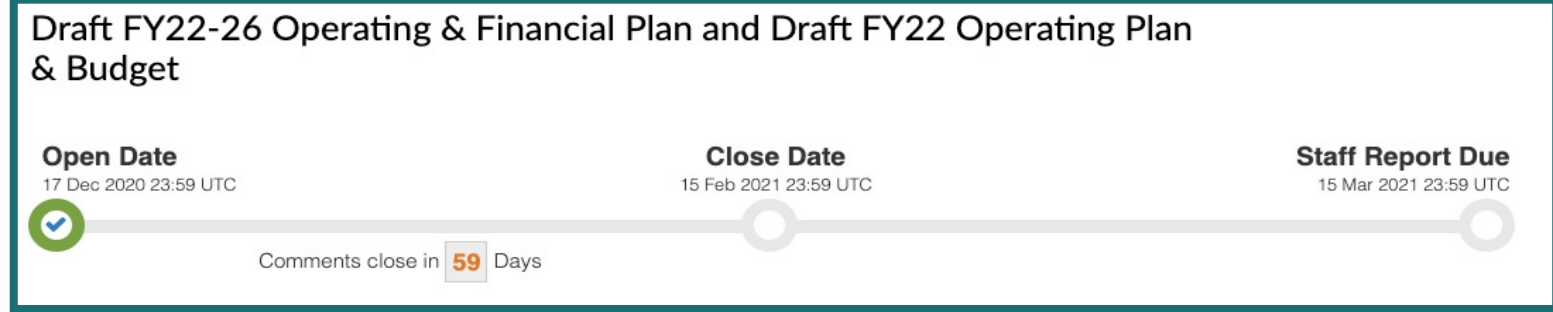 Draft FY22-26 Operating & Financial Plan and Draft FY22 Operating Plan
& Budget
Open Date
17 Dec 2020 23:59 UTC
Close Date
15 Feb 2021 23:59 UTC
Staff Report Due
15 Mar 2021 23:59 UTC
Comments close in 59 Days